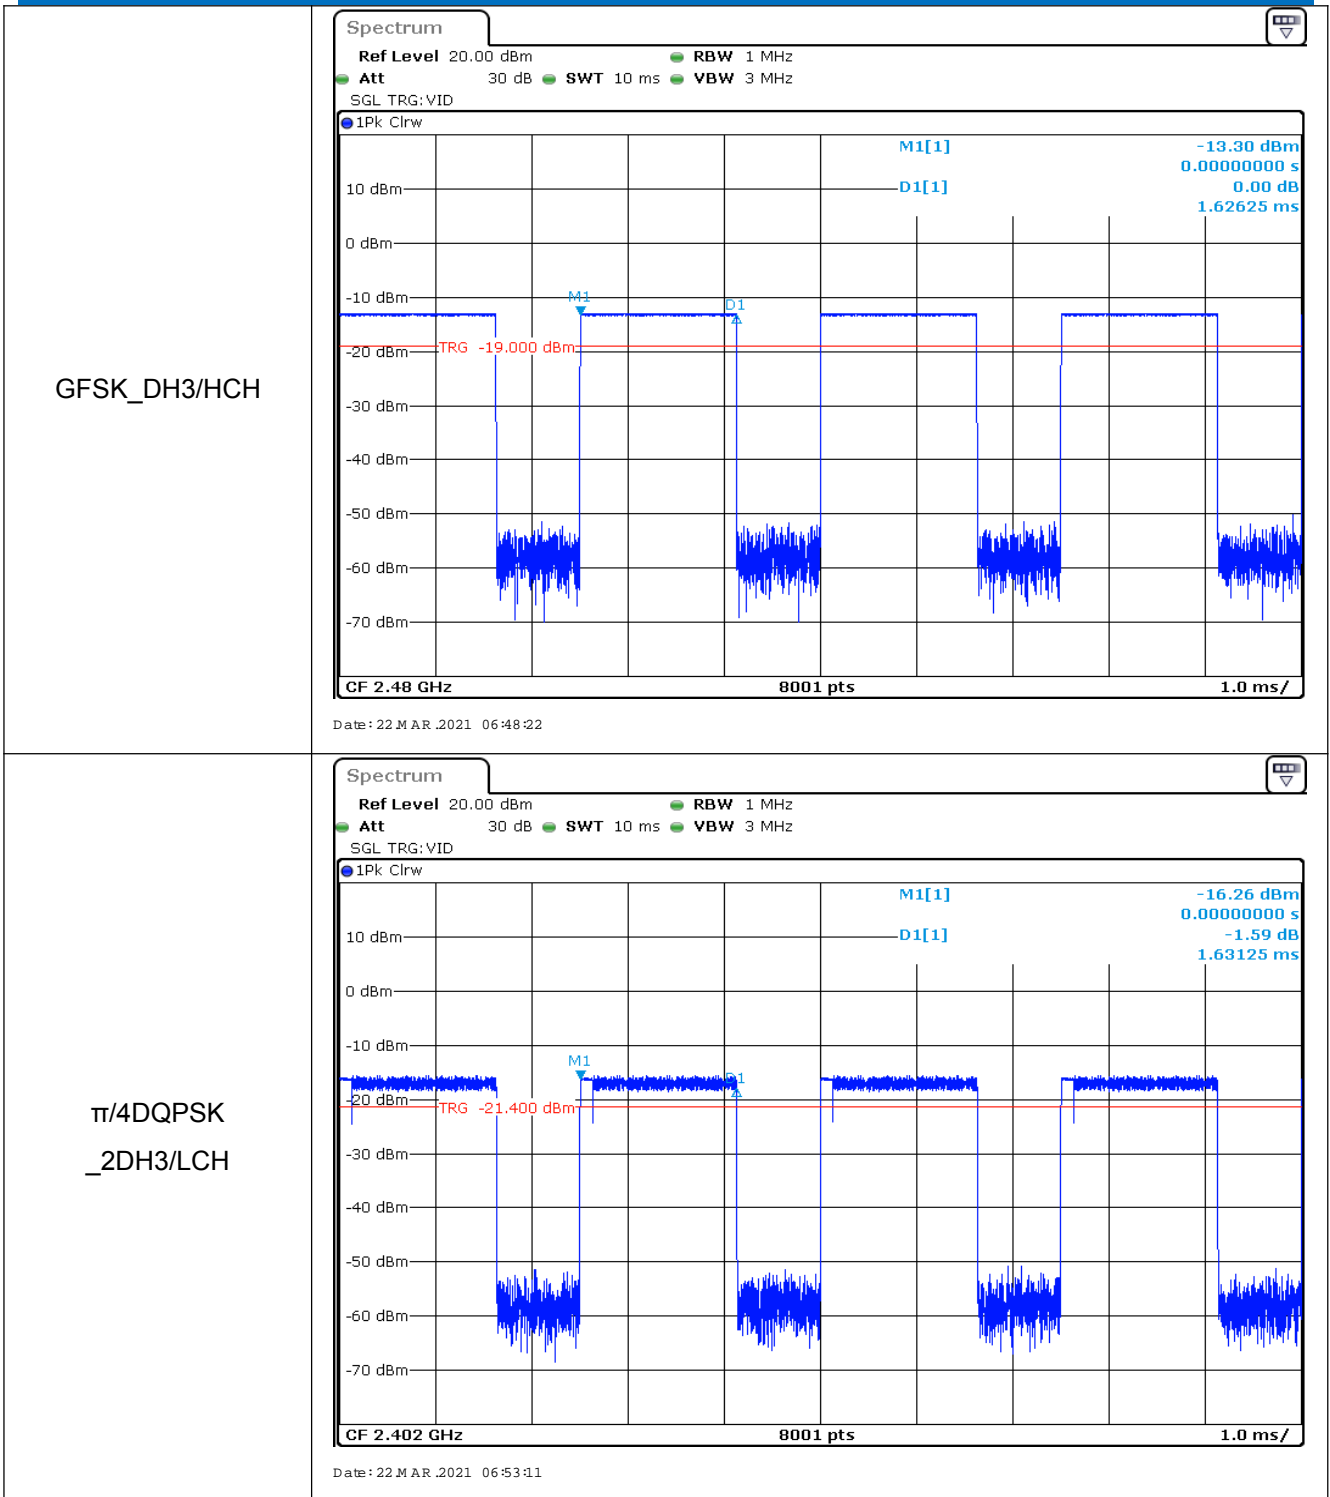 GFSK_DH3/HCH
Spectrum
Ref Level 20.00 dBm RBW 1 MHz
Att 30 dB SWT 10 ms VBW 3 MHz
SGL TRG:VID
1Pk Clrw
M1[1] -13.30 dBm
0.00000000 s
10 dBm D1[1] 0.00 dB
1.62625 ms
0 dBm
-10 dBm M1
D1
-20 dBm TRG -19.000 dBm
-30 dBm
-40 dBm
-50 dBm
-60 dBm
-70 dBm
CF 2.48 GHz 8001 pts 1.0 ms/
Date: 22.MAR.2021 06:48:22
π/4DQPSK
_2DH3/LCH
Spectrum
Ref Level 20.00 dBm RBW 1 MHz
Att 30 dB SWT 10 ms VBW 3 MHz
SGL TRG:VID
1Pk Clrw
M1[1] -16.26 dBm
0.00000000 s
10 dBm D1[1] -1.59 dB
1.63125 ms
0 dBm
-10 dBm
M1
D1
-20 dBm TRG -21.400 dBm
-30 dBm
-40 dBm
-50 dBm
-60 dBm
-70 dBm
CF 2.402 GHz 8001 pts 1.0 ms/
Date: 22.MAR.2021 06:53:11